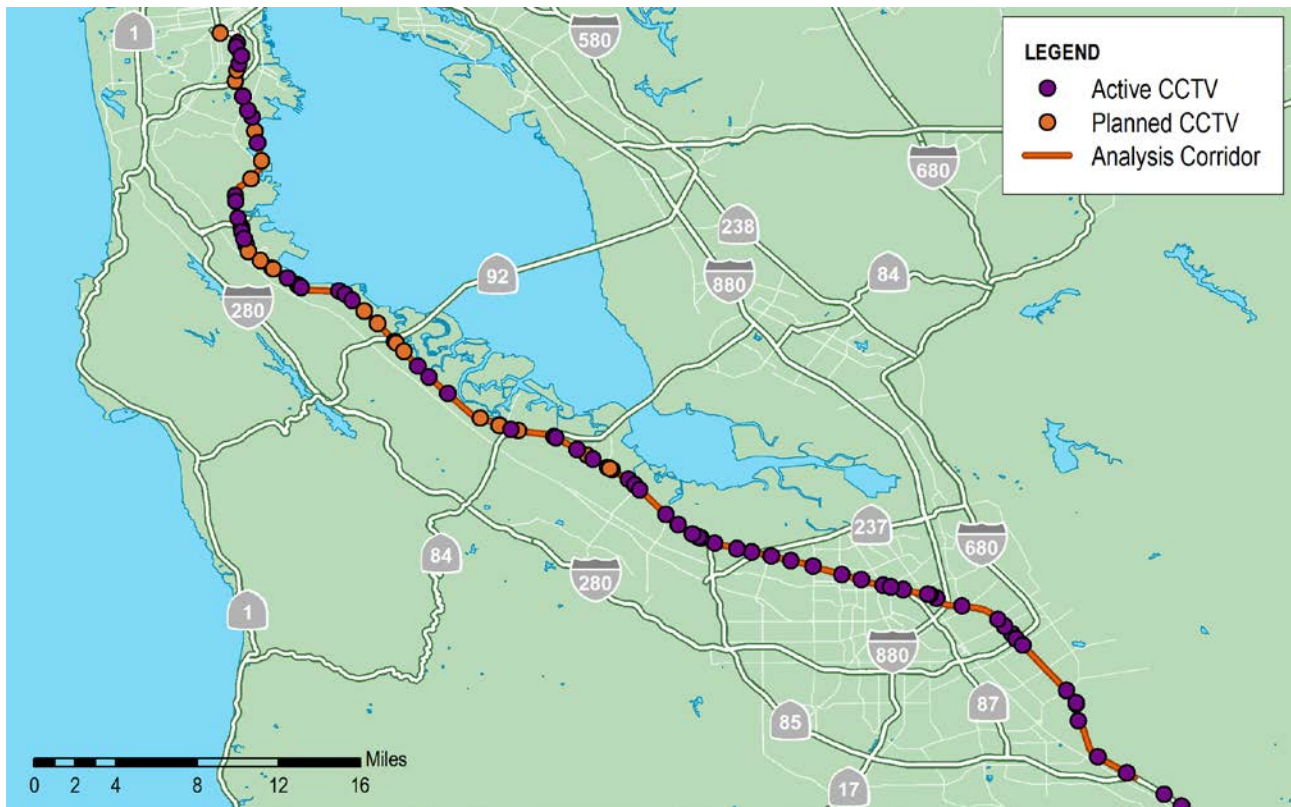 1
580
LEGEND
Active CCTV
Planned CCTV
Analysis Corridor
680
238
92
84
880
280
237
680
84
280
1
880
87
85
17
Miles
0 2 4 8 12 16